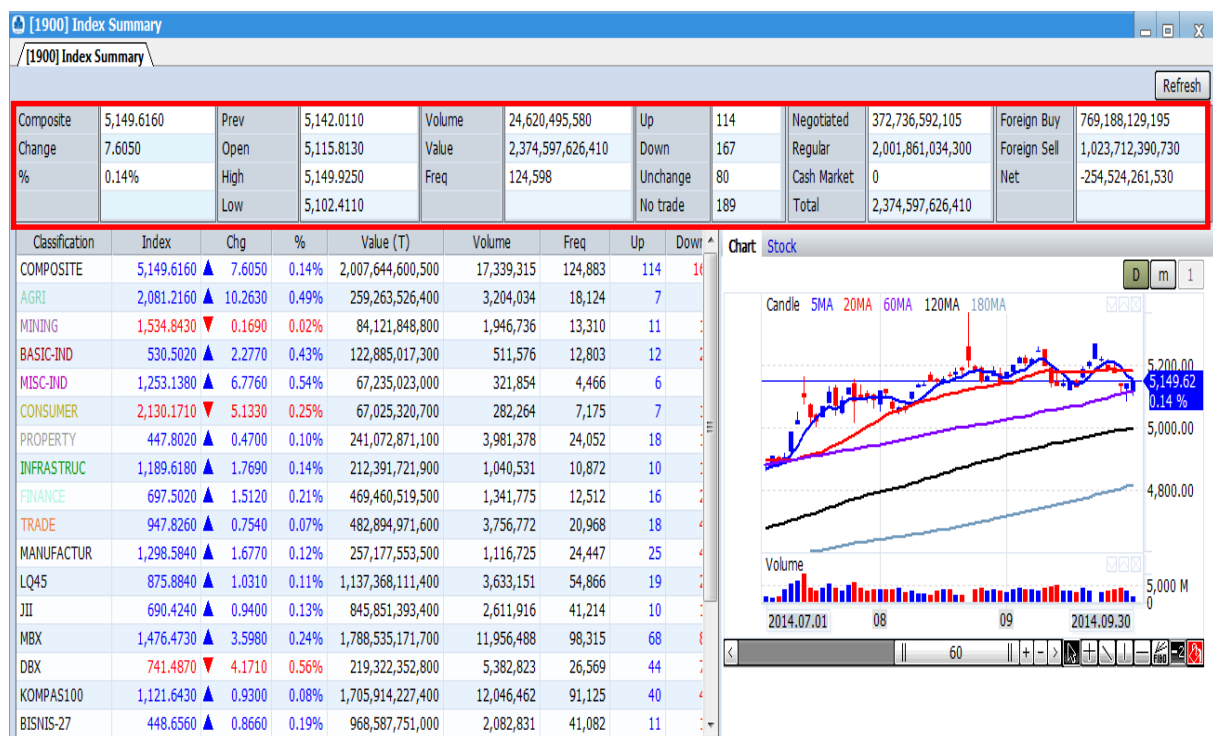 [1900] Index Summary
[1900] Index Summary
Refresh
Composite 5,149.6160 Prev 5,142.0110 Volume 24,620,495,580 Up 114 Negotiated 372,736,592,105 Foreign Buy 769,188,129,195
Change 7.6050 Open 5,115.8130 Value 2,374,597,626,410 Down 167 Regular 2,001,861,034,300 Foreign Sell 1,023,712,390,730
% 0.14% High 5,149.9250 Freq 124,598 Unchange 80 Cash Market 0 Net -254,524,261,530
Low 5,102.4110 No trade 189 Total 2,374,597,626,410
Classification Index Chg % Value (T) Volume Freq Up Down
COMPOSITE 5,149.6160 ▲ 7.6050 0.14% 2,007,644,600,500 17,339,315 124,883 114
AGRI 2,081.2160 ▲ 10.2630 0.49% 259,263,526,400 3,204,034 18,124 7
MINING 1,534.8430 ▼ 0.1690 0.02% 84,121,848,800 1,946,736 13,310 11
BASIC-IND 530.5020 ▲ 2.2770 0.43% 122,885,017,300 511,576 12,803 12
MISC-IND 1,253.1380 ▲ 6.7760 0.54% 67,235,023,000 321,854 4,466 6
CONSUMER 2,130.1710 ▼ 5.1330 0.25% 67,025,320,700 282,264 7,175 7
PROPERTY 447.8020 ▲ 0.4700 0.10% 241,072,871,100 3,981,378 24,052 18
INFRASTRUC 1,189.6180 ▲ 1.7690 0.14% 212,391,721,900 1,040,531 10,872 10
FINANCE 697.5020 ▲ 1.5120 0.21% 469,460,519,500 1,341,775 12,512 16
TRADE 947.8260 ▲ 0.7540 0.07% 482,894,971,600 3,756,772 20,968 18
MANUFACTUR 1,298.5840 ▲ 1.6770 0.12% 257,177,553,500 1,116,725 24,447 25
LQ45 875.8840 ▲ 1.0310 0.11% 1,137,368,111,400 3,633,151 54,866 19
JII 690.4240 ▲ 0.9400 0.13% 845,851,393,400 2,611,916 41,214 10
MBX 1,476.4730 ▲ 3.5980 0.24% 1,788,535,171,700 11,956,488 98,315 68
DBX 741.4870 ▼ 4.1710 0.56% 219,322,352,800 5,382,823 26,569 44
KOMPAS100 1,121.6430 ▲ 0.9300 0.08% 1,705,914,227,400 12,046,462 91,125 40
BISNIS-27 448.6560 ▲ 0.8660 0.19% 968,587,751,000 2,082,831 41,082 11
Chart Stock
D m 1
Candle 5MA 20MA 60MA 120MA 180MA
5,200.00
5,149.62
0.14 %
5,000.00
4,800.00
Volume
5,000 M
0
2014.07.01 08 09 2014.09.30
60
FIBO
-2